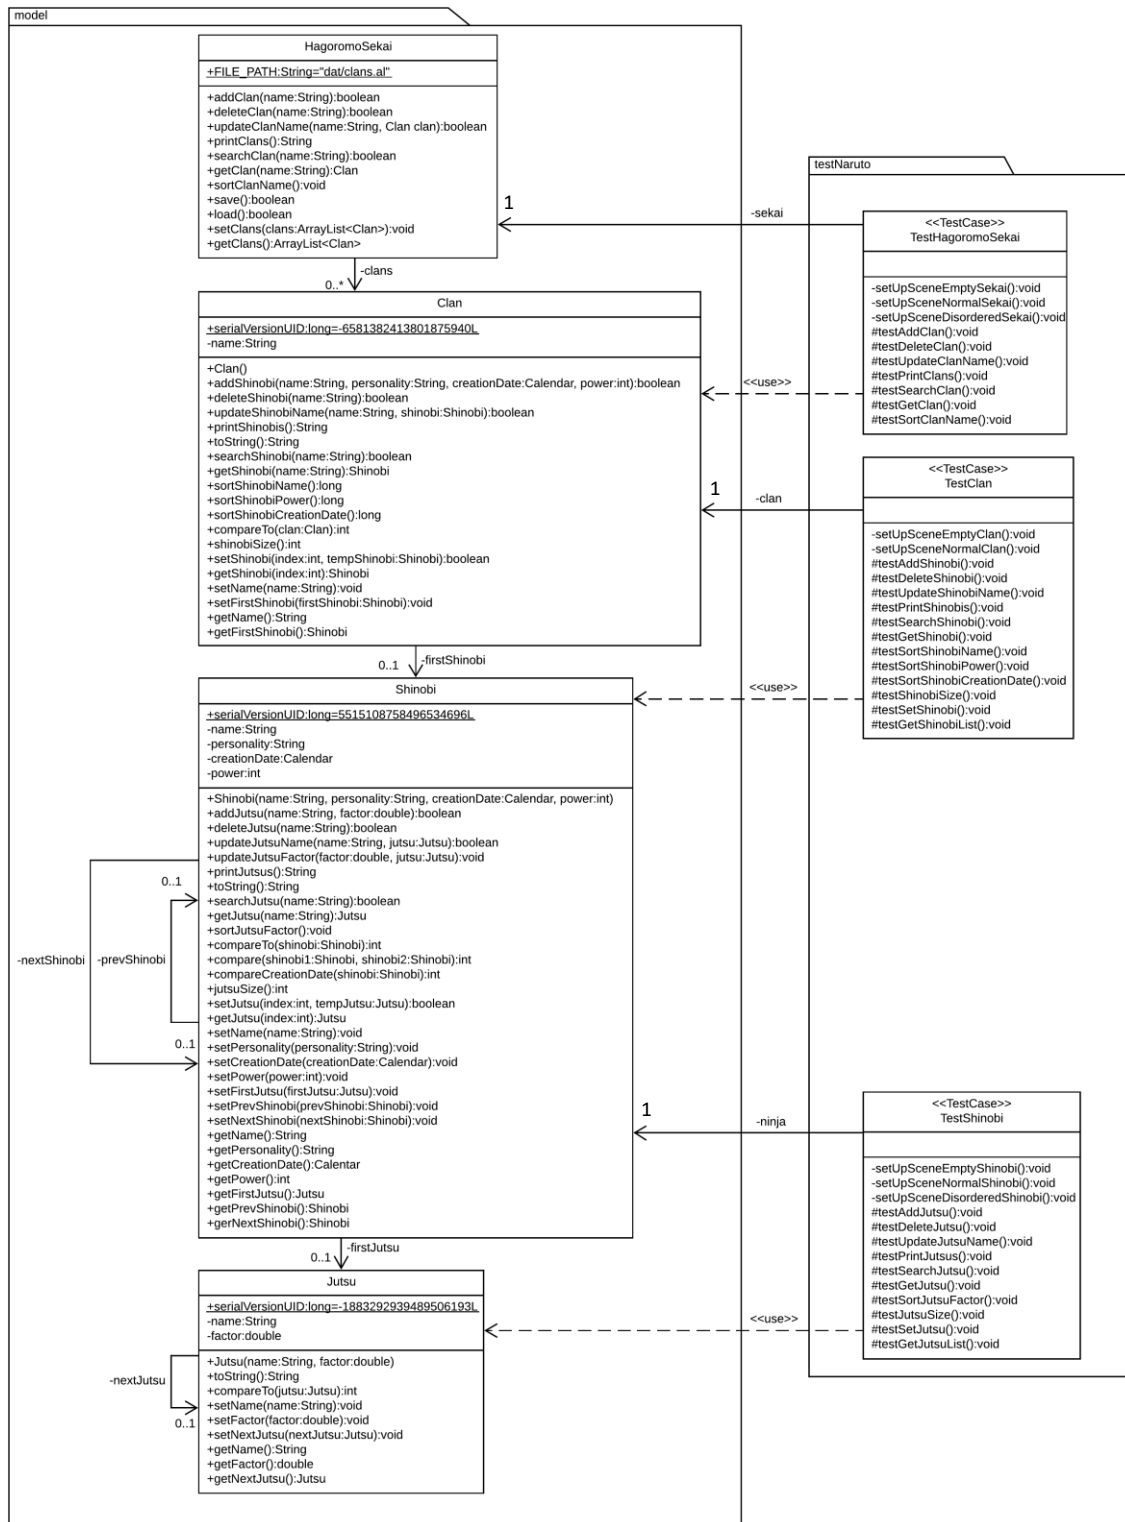 model
HagoromoSekai
+FILE_PATH:String="dat/clans.al"
+addClan(name:String):boolean
+deleteClan(name:String):boolean
+updateClanName(name:String, Clan clan):boolean
+printClans():String
+searchClan(name:String):boolean
+getClan(name:String):Clan
+sortClanName():void
+save():boolean
+load():boolean
+setClans(clans:ArrayList<Clan>):void
+getClans():ArrayList<Clan>
-clans
0..*
Clan
+serialVersionUID:long=-6581382413801875940L
-name:String
+Clan()
+addShinobi(name:String, personality:String, creationDate:Calendar, power:int):boolean
+deleteShinobi(name:String):boolean
+updateShinobiName(name:String, shinobi:Shinobi):boolean
+printShinobis():String
+toString():String
+searchShinobi(name:String):boolean
+getShinobi(name:String):Shinobi
+sortShinobiName():long
+sortShinobiPower():long
+sortShinobiCreationDate():long
+compareTo(clan:Clan):int
+shinobiSize():int
+setShinobi(index:int, tempShinobi:Shinobi):boolean
+getShinobi(index:int):Shinobi
+setName(name:String):void
+setFirstShinobi(firstShinobi:Shinobi):void
+getName():String
+getFirstShinobi():Shinobi
-firstShinobi
0..1
Shinobi
+serialVersionUID:long=5515108758496534696L
-name:String
-personality:String
-creationDate:Calendar
-power:int
+Shinobi(name:String, personality:String, creationDate:Calendar, power:int)
+addJutsu(name:String, factor:double):boolean
+deleteJutsu(name:String):boolean
+updateJutsuName(name:String, jutsu:Jutsu):boolean
+updateJutsuFactor(factor:double, jutsu:Jutsu):void
+printJutsus():String
+toString():String
+searchJutsu(name:String):boolean
+getJutsu(name:String):Jutsu
+sortJutsuFactor():void
+compareTo(shinobi:Shinobi):int
+compare(shinobi1:Shinobi, shinobi2:Shinobi):int
+compareCreationDate(shinobi:Shinobi):int
+jutsuSize():int
+setJutsu(index:int, tempJutsu:Jutsu):boolean
+getJutsu(index:int):Jutsu
+setName(name:String):void
+setPersonality(personality:String):void
+setCreationDate(creationDate:Calendar):void
+setPower(power:int):void
+setFirstJutsu(firstJutsu:Jutsu):void
+setPrevShinobi(prevShinobi:Shinobi):void
+setNextShinobi(nextShinobi:Shinobi):void
+getName():String
+getPersonality():String
+getCreationDate():Calentar
+getPower():int
+getFirstJutsu():Jutsu
+getPrevShinobi():Shinobi
+gerNextShinobi():Shinobi
0..1
-nextShinobi
-prevShinobi
0..1
-firstJutsu
0..1
Jutsu
+serialVersionUID:long=-1883292939489506193L
-name:String
-factor:double
+Jutsu(name:String, factor:double)
+toString():String
+compareTo(jutsu:Jutsu):int
+setName(name:String):void
+setFactor(factor:double):void
+setNextJutsu(nextJutsu:Jutsu):void
+getName():String
+getFactor():double
+getNextJutsu():Jutsu
-nextJutsu
0..1
testNaruto
1
-sekai
<<TestCase>>
TestHagoromoSekai
-setUpSceneEmptySekai():void
-setUpSceneNormalSekai():void
-setUpSceneDisorderedSekai():void
#testAddClan():void
#testDeleteClan():void
#testUpdateClanName():void
#testPrintClans():void
#testSearchClan():void
#testGetClan():void
#testSortClanName():void
<<use>>
1
-clan
<<TestCase>>
TestClan
-setUpSceneEmptyClan():void
-setUpSceneNormalClan():void
#testAddShinobi():void
#testDeleteShinobi():void
#testUpdateShinobiName():void
#testPrintShinobis():void
#testSearchShinobi():void
#testGetShinobi():void
#testSortShinobiName():void
#testSortShinobiPower():void
#testSortShinobiCreationDate():void
#testShinobiSize():void
#testSetShinobi():void
#testGetShinobiList():void
<<use>>
1
-ninja
<<TestCase>>
TestShinobi
-setUpSceneEmptyShinobi():void
-setUpSceneNormalShinobi():void
-setUpSceneDisorderedShinobi():void
#testAddJutsu():void
#testDeleteJutsu():void
#testUpdateJutsuName():void
#testPrintJutsus():void
#testSearchJutsu():void
#testGetJutsu():void
#testSortJutsuFactor():void
#testJutsuSize():void
#testSetJutsu():void
#testGetJutsuList():void
<<use>>